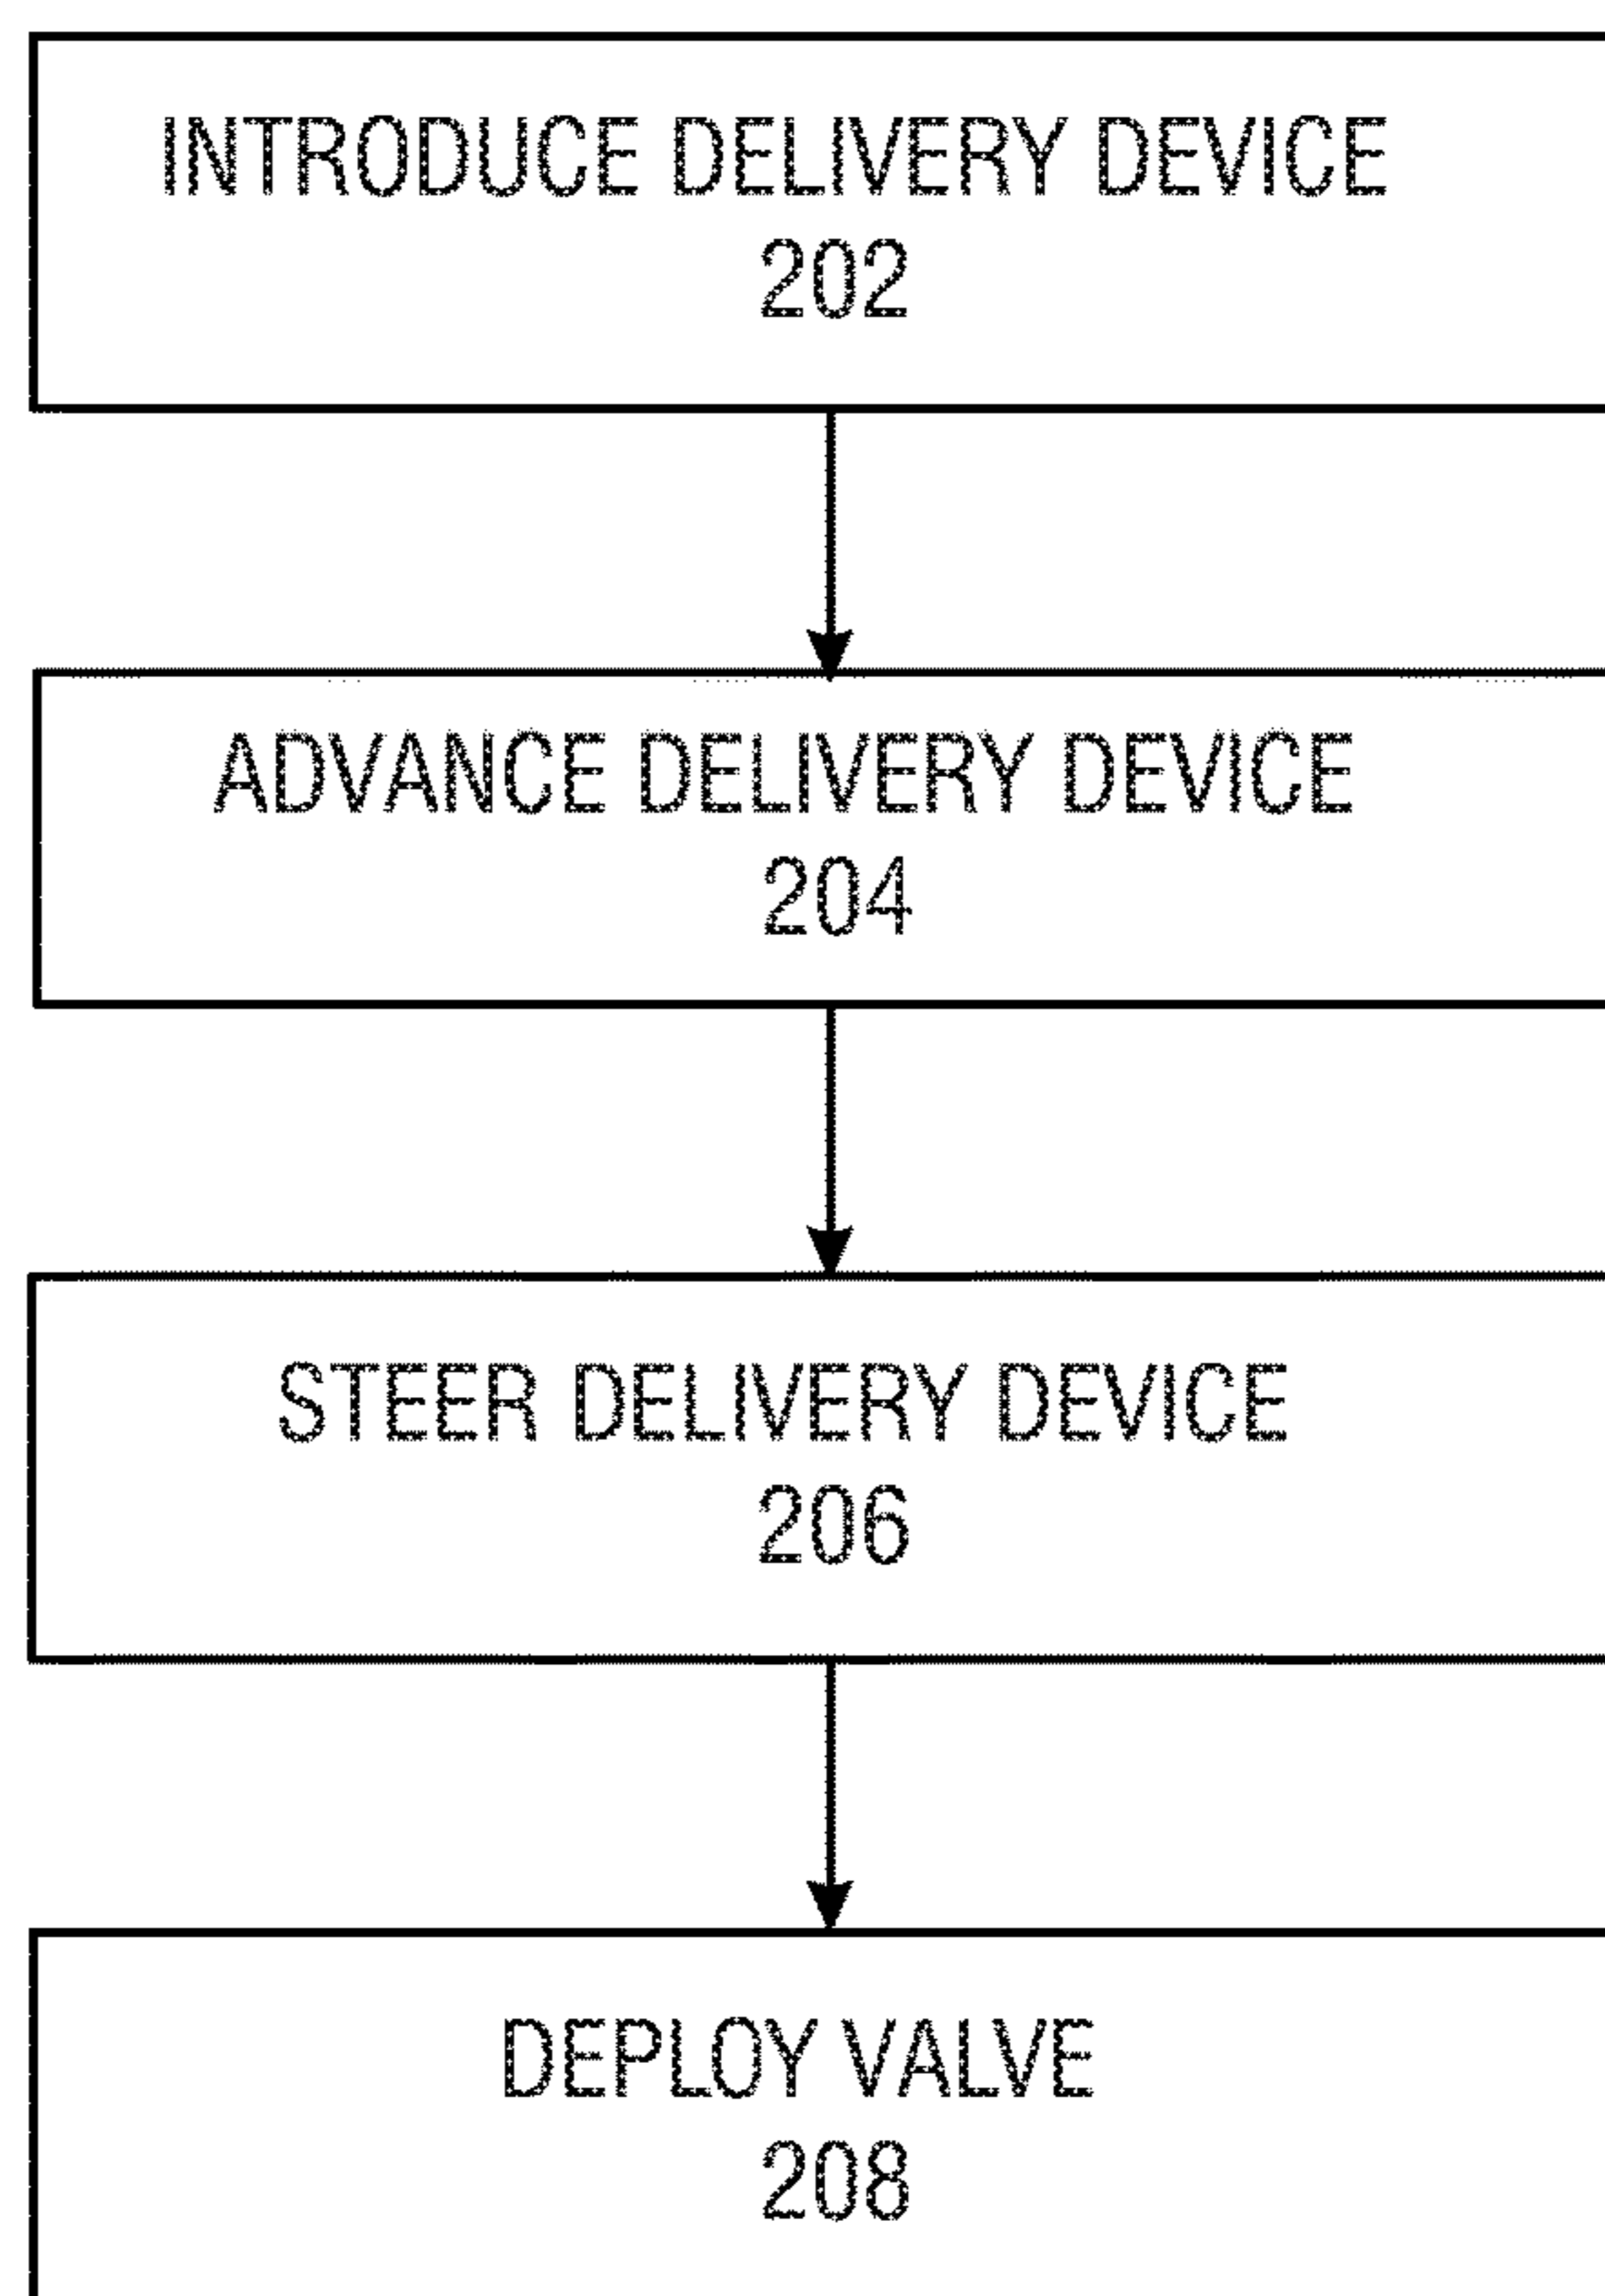 INTRODUCE DELIVERY DEVICE
202
ADVANCE DELIVERY DEVICE
204
STEER DELIVERY DEVICE
206
DEPLOY VALVE
208